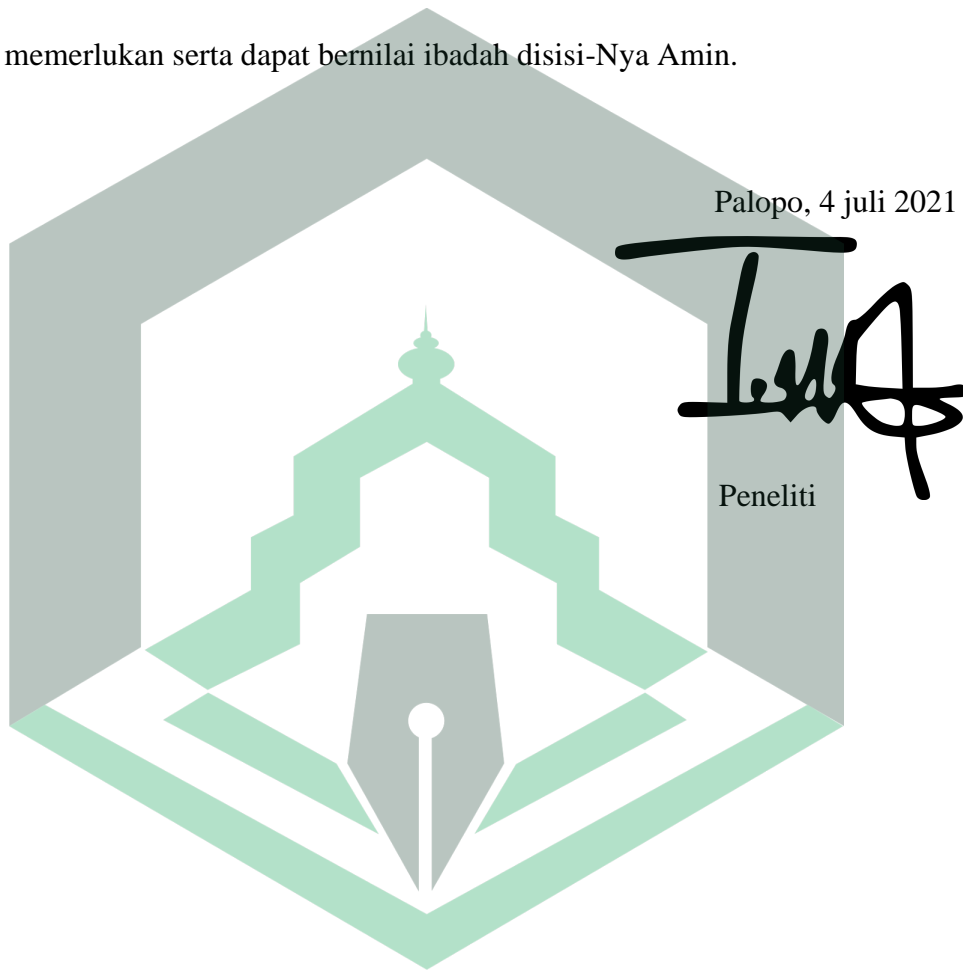 memerlukan serta dapat bernilai ibadah disisi-Nya Amin.
Palopo, 4 juli 2021
Peneliti